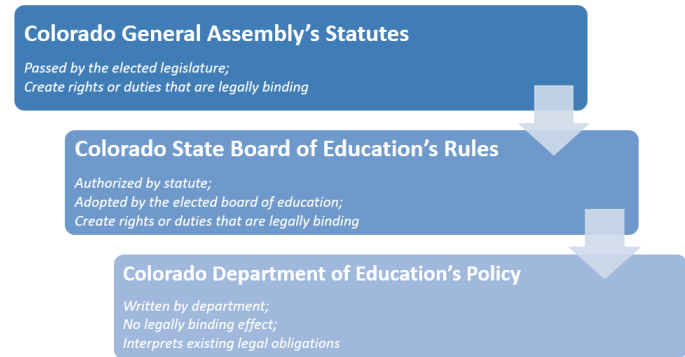 Colorado General Assembly's Statutes
Passed by the elected legislature;
Create rights or duties that are legally binding
Colorado State Board of Education's Rules
Authorized by statute;
Adopted by the elected board of education;
Create rights or duties that are legally binding
Colorado Department of Education's Policy
Written by department;
No legally binding effect;
Interprets existing legal obligations